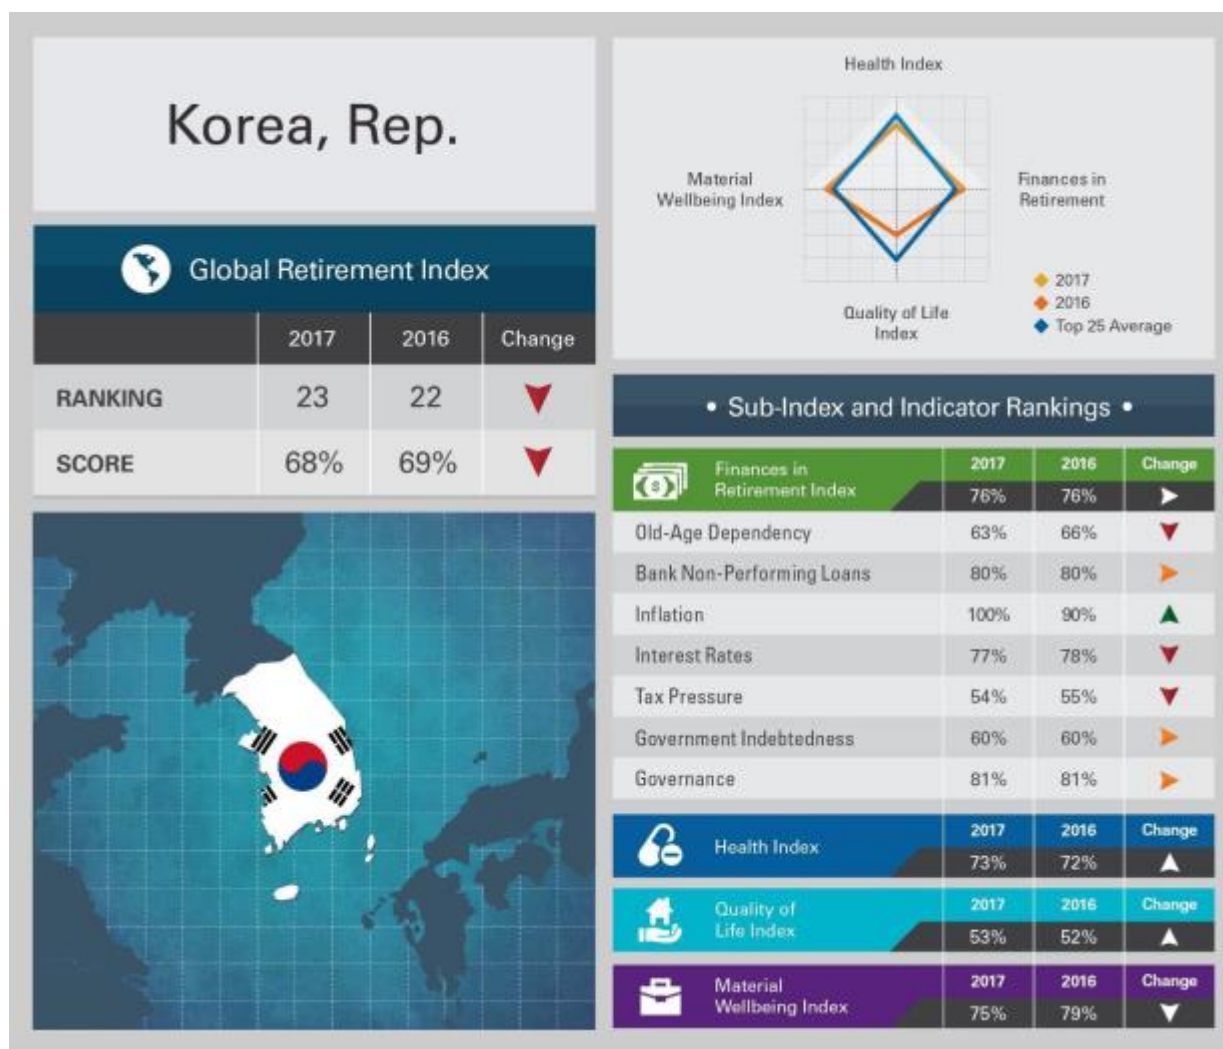 Korea, Rep.
Global Retirement Index
2017 2016 Change
RANKING 23 22
SCORE 68% 69%
Health Index
Material
Wellbeing Index
Finances in
Retirement
Quality of Life
Index
2017
2016
Top 25 Average
• Sub-Index and Indicator Rankings •
Finances in
Retirement Index
2017 2016 Change
76% 76%
Old-Age Dependency 63% 66%
Bank Non-Performing Loans 80% 80%
Inflation 100% 90%
Interest Rates 77% 78%
Tax Pressure 54% 55%
Government Indebtedness 60% 60%
Governance 81% 81%
Health Index
2017 2016 Change
73% 72%
Quality of
Life Index
2017 2016 Change
53% 52%
Material
Wellbeing Index
2017 2016 Change
75% 79%